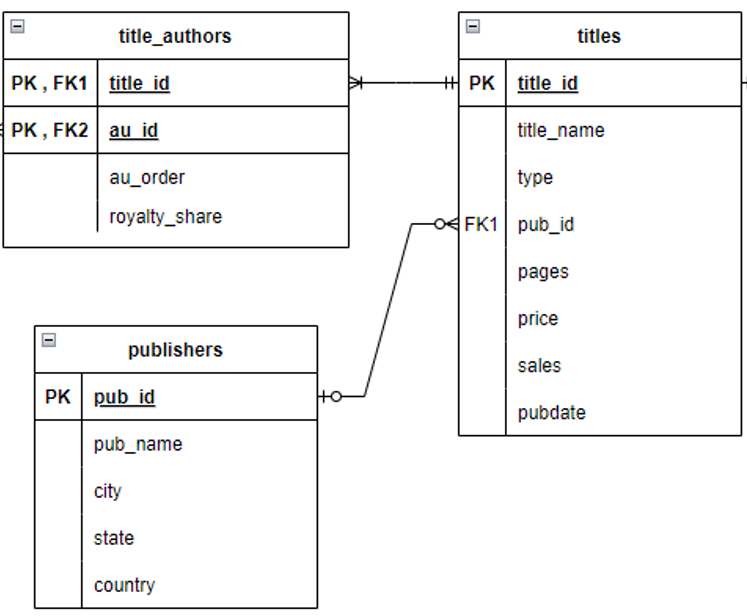 title_authors
PK , FK1 title_id
PK , FK2 au_id
au_order
royalty_share
titles
PK title_id
title_name
type
FK1 pub_id
pages
price
sales
pubdate
publishers
PK pub_id
pub_name
city
state
country